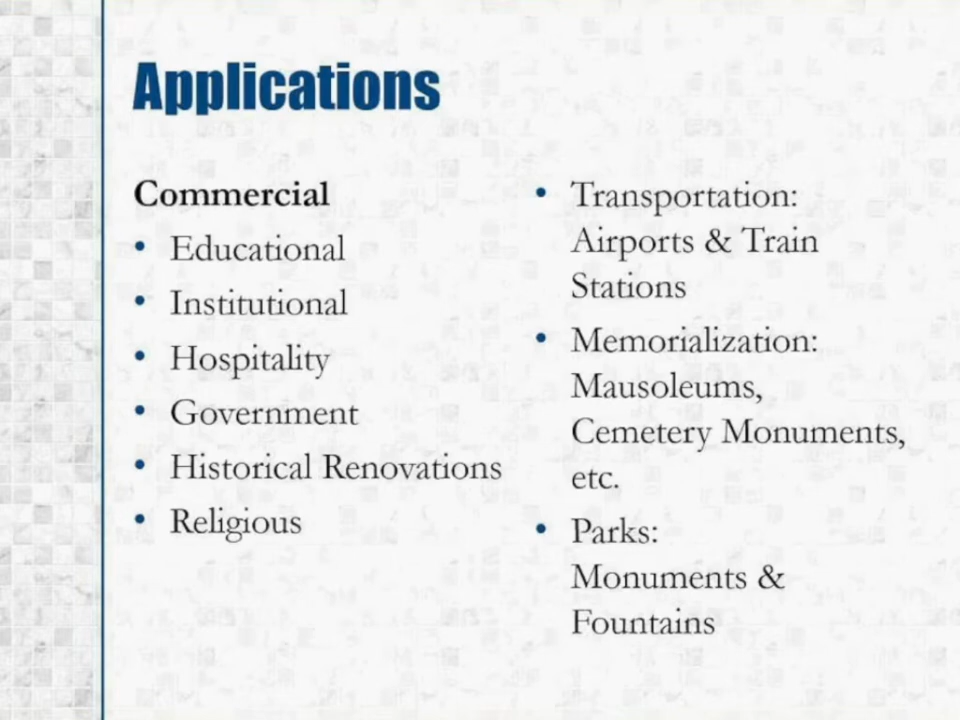 Applications
Commercial
• Educational
• Institutional
• Hospitality
• Government
• Historical Renovations
• Religious
• Transportation:
Airports & Train
Stations
• Memorialization:
Mausoleums,
Cemetery Monuments,
etc.
• Parks:
Monuments &
Fountains